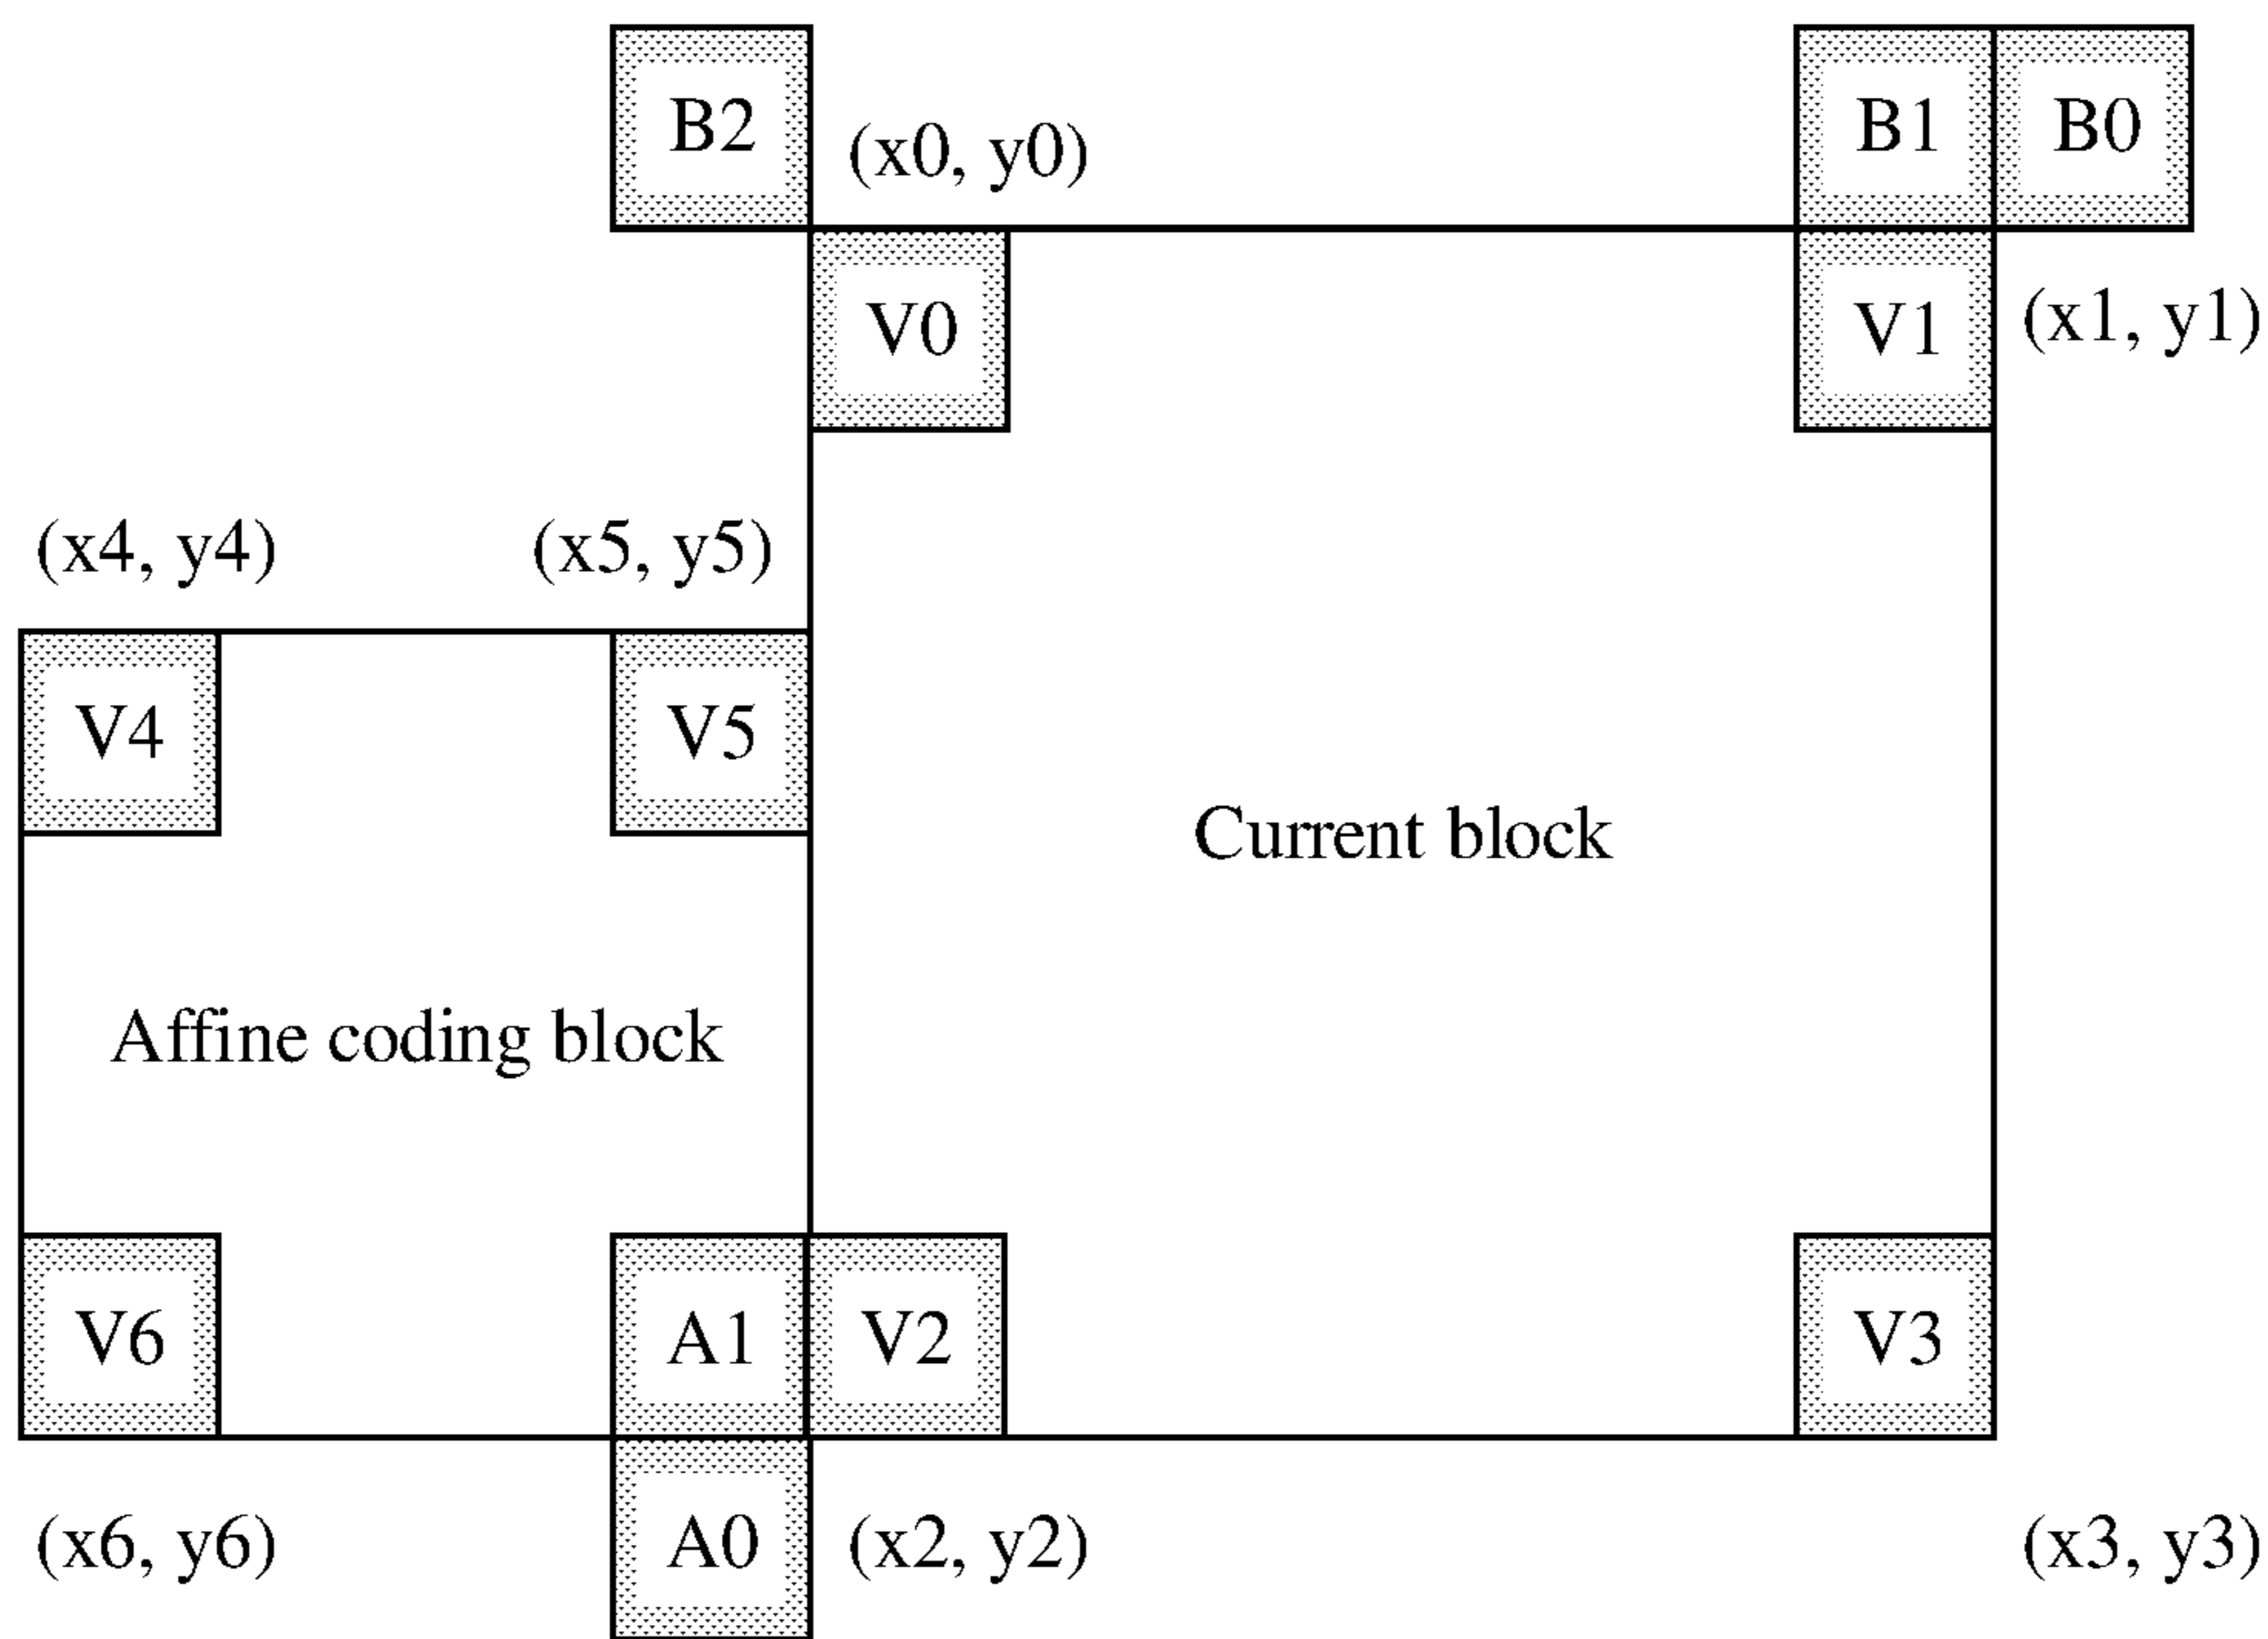 B2
(x0, y0)
B1
B0
V0
V1
(x1, y1)
(x4, y4)
(x5, y5)
V4
V5
Current block
Affine coding block
V6
A1
V2
V3
(x6, y6)
A0
(x2, y2)
(x3, y3)